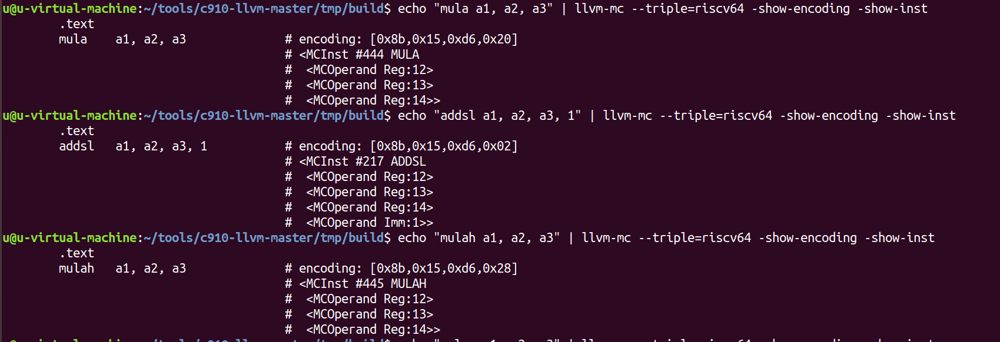 u@u-virtual-machine:~/tools/c910-llvm-master/tmp/build$ echo "mula a1, a2, a3" | llvm-mc --triple=riscv64 -show-encoding -show-inst
.text
mula a1, a2, a3 # encoding: [0x8b,0x15,0xd6,0x20]
# <MCInst #444 MULA
# <MCOperand Reg:12>
# <MCOperand Reg:13>
# <MCOperand Reg:14>>
u@u-virtual-machine:~/tools/c910-llvm-master/tmp/build$ echo "addsl a1, a2, a3, 1" | llvm-mc --triple=riscv64 -show-encoding -show-inst
.text
addsl a1, a2, a3, 1 # encoding: [0x8b,0x15,0xd6,0x02]
# <MCInst #217 ADDSL
# <MCOperand Reg:12>
# <MCOperand Reg:13>
# <MCOperand Reg:14>
# <MCOperand Imm:1>>
u@u-virtual-machine:~/tools/c910-llvm-master/tmp/build$ echo "mulah a1, a2, a3" | llvm-mc --triple=riscv64 -show-encoding -show-inst
.text
mulah a1, a2, a3 # encoding: [0x8b,0x15,0xd6,0x28]
# <MCInst #445 MULAH
# <MCOperand Reg:12>
# <MCOperand Reg:13>
# <MCOperand Reg:14>>